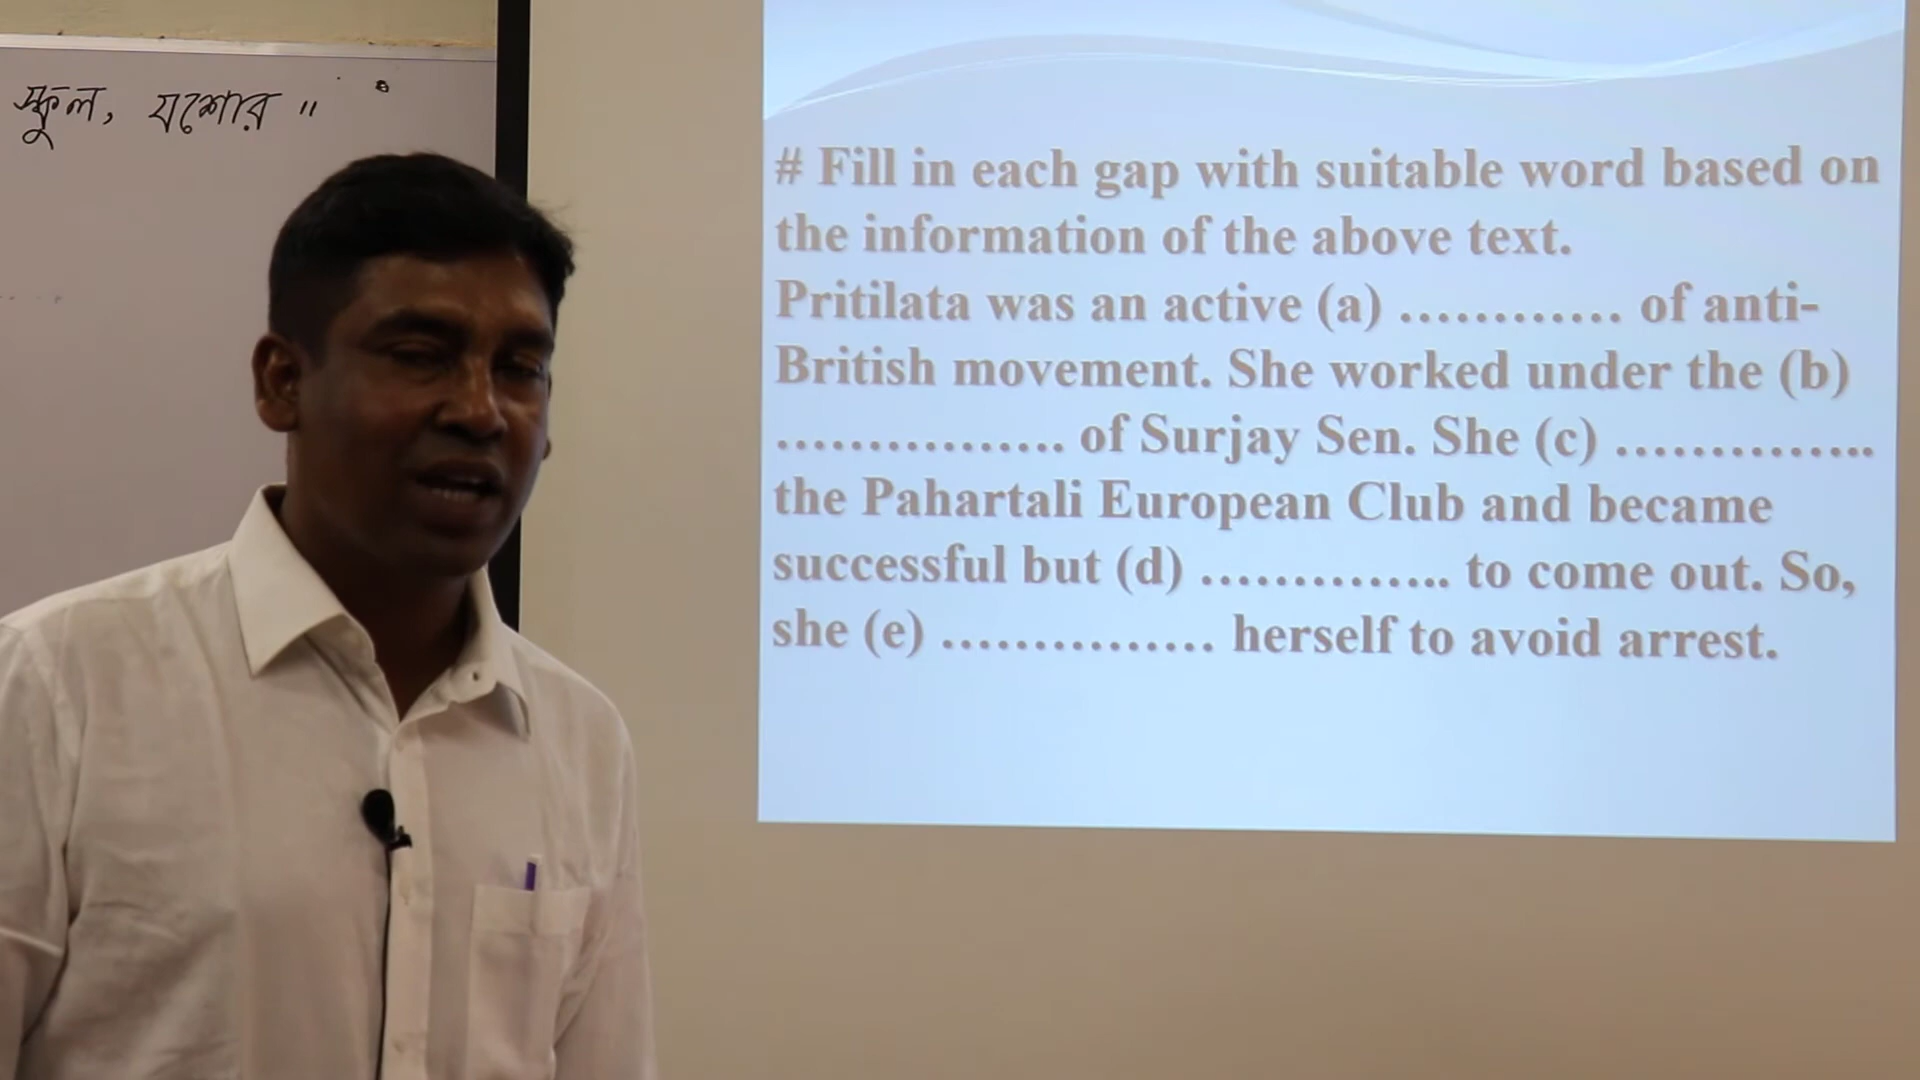 স্কুল, যশোর "
# Fill in each gap with suitable word based on
the information of the above text.
Pritilata was an active (a) ………… of anti-
British movement. She worked under the (b)
……………. of Surjay Sen. She (c) …………..
the Pahartali European Club and became
successful but (d) ………….. to come out. So,
she (e) …………… herself to avoid arrest.